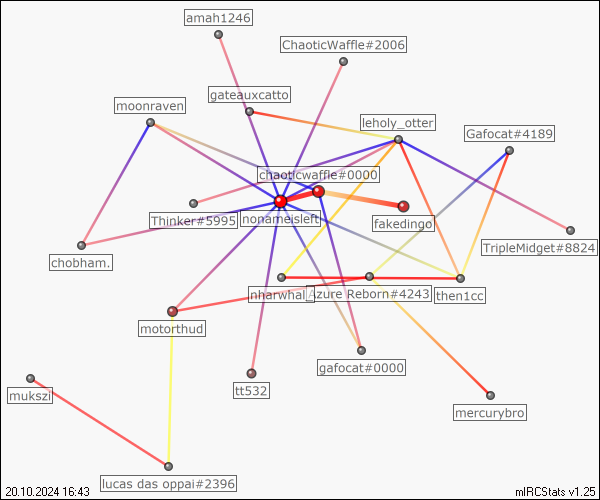 amah1246
ChaoticWaffle#2006
gateauxcatto
moonraven
leholy_otter
Gafocat#4189
chaoticwaffle#0000
Thinker#5995
nonameisleft
fakedingo
TripleMidget#8824
chobham.
nharwhal_
Azure Reborn#4243
then1cc
motorthud
gafocat#0000
tt532
mukszi
mercurybro
lucas das oppai#2396
20.10.2024 16:43
mIRCStats v1.25